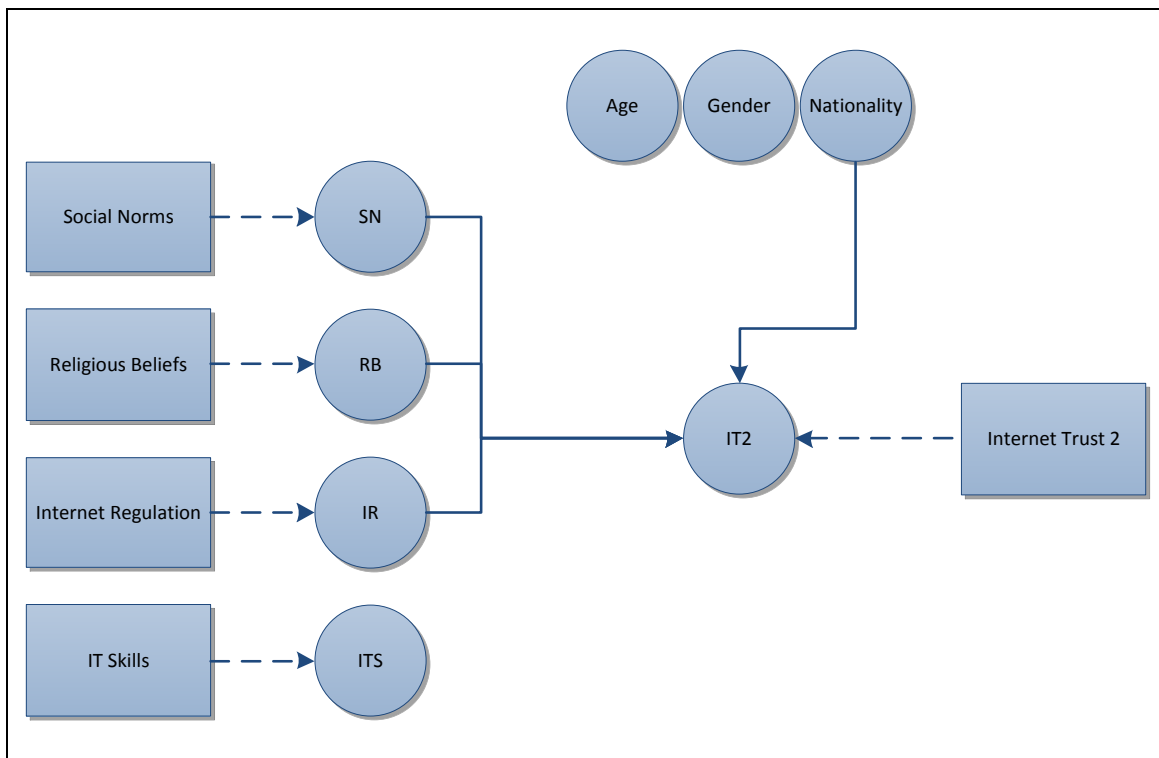 Age
Gender
Nationality
Social Norms
SN
Religious Beliefs
RB
IT2
Internet Trust 2
Internet Regulation
IR
IT Skills
ITS